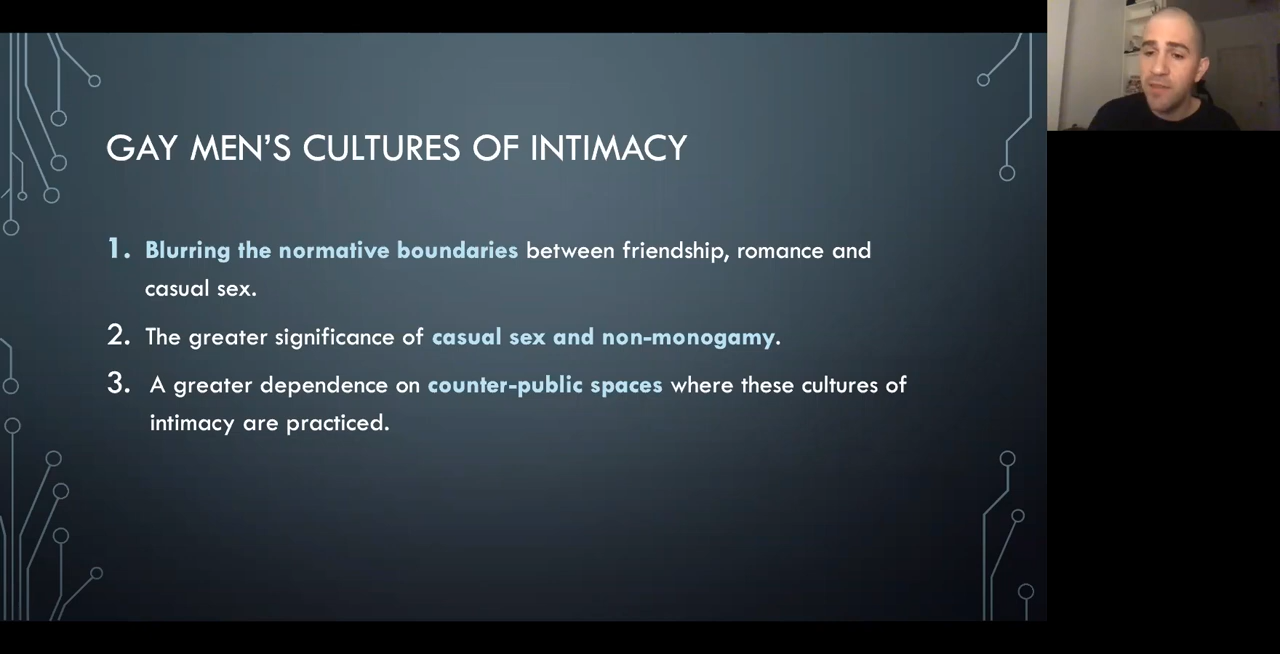 GAY MEN'S CULTURES OF INTIMACY
1. Blurring the normative boundaries between friendship, romance and
casual sex.
2. The greater significance of casual sex and non-monogamy.
3. A greater dependence on counter-public spaces where these cultures of
intimacy are practiced.